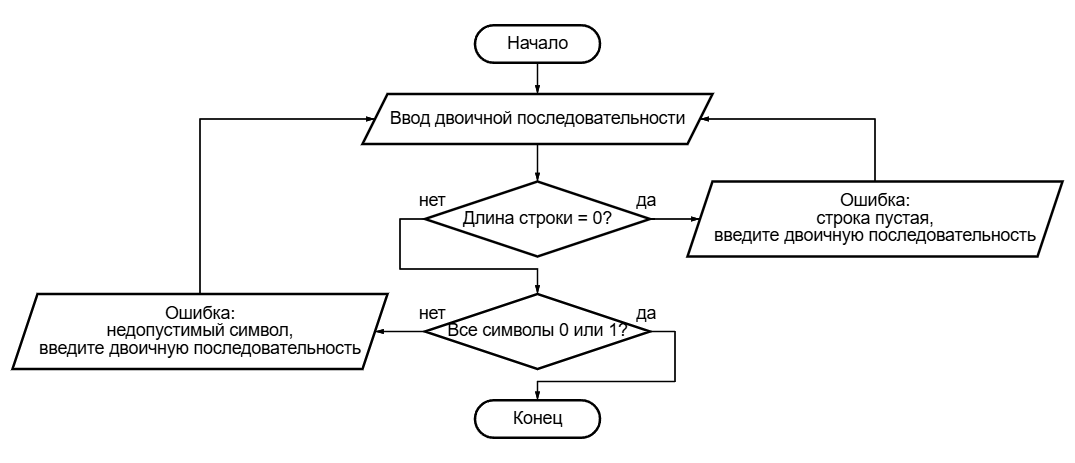 Начало
Ввод двоичной последовательности
нет
да
Длина строки = 0?
Ошибка:
строка пустая,
введите двоичную последовательность
Ошибка:
недопустимый символ,
введите двоичную последовательность
нет
да
Все символы 0 или 1?
Конец